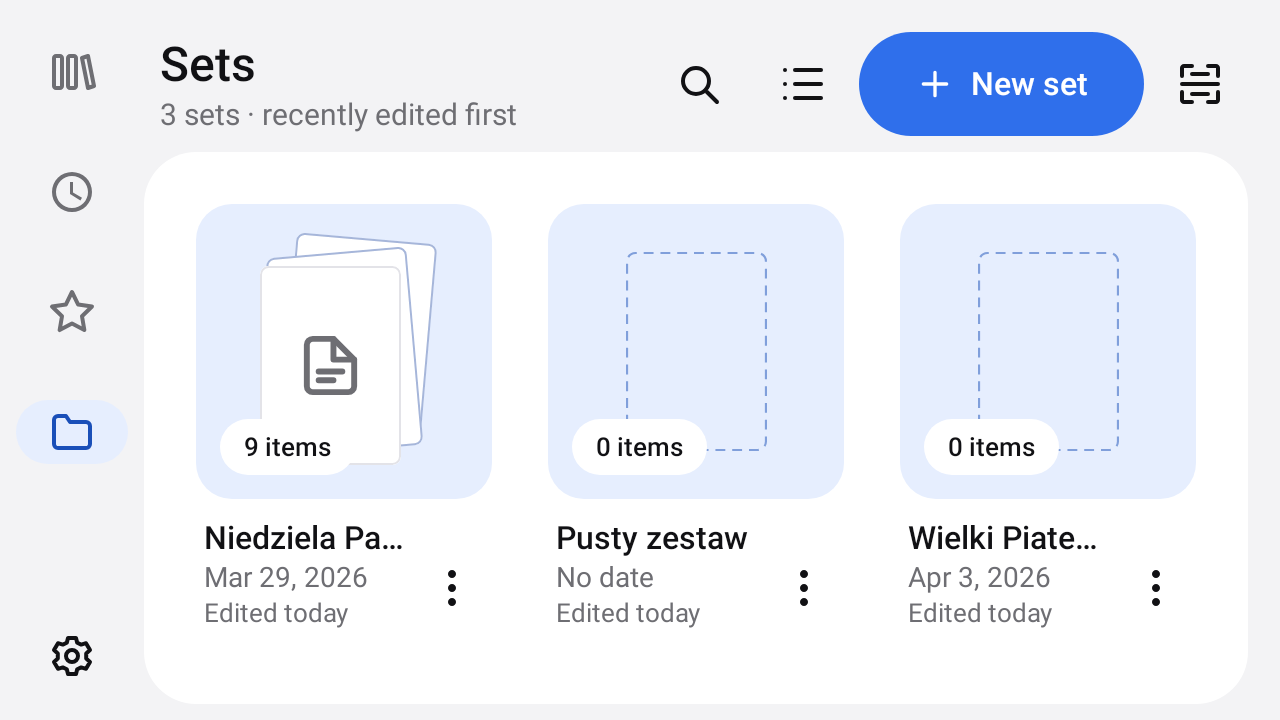 Sets
3 sets · recently edited first
New set
9 items
0 items
0 items
Niedziela Pa…
Mar 29, 2026
Edited today
Pusty zestaw
No date
Edited today
Wielki Piate…
Apr 3, 2026
Edited today